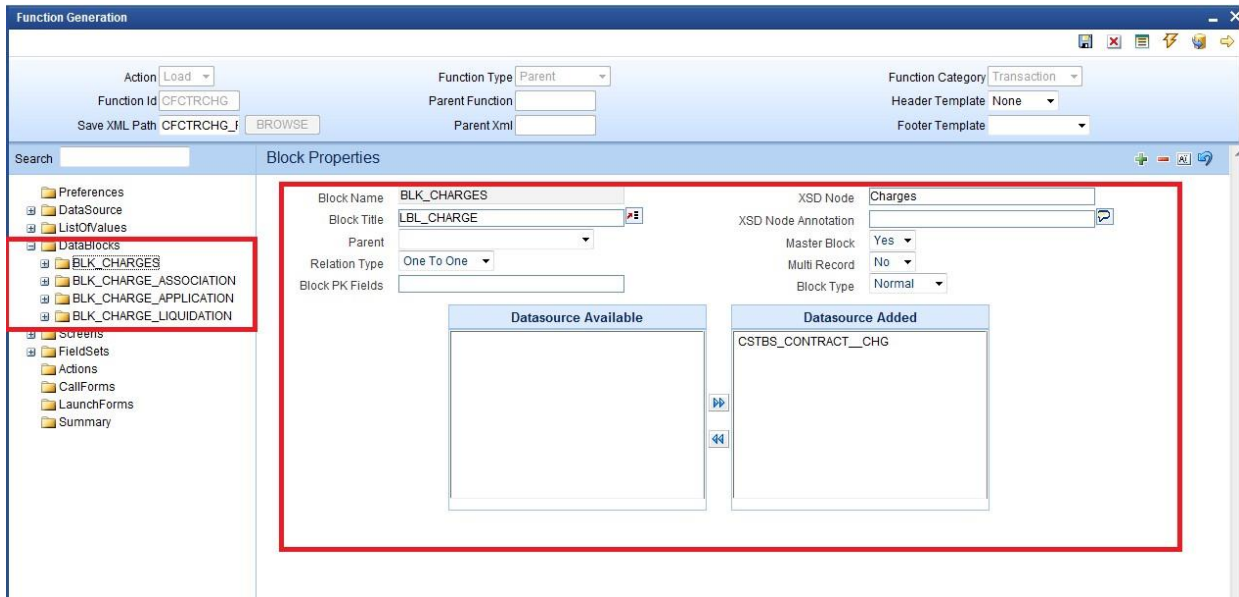 Function Generation
Action Load
Function Type Parent
Function Category Transaction
Function Id CFCTRCHG
Parent Function
Header Template None
Save XML Path CFCTRCHG_F BROWSE
Parent Xml
Footer Template
Search
Block Properties
Preferences
DataSource
ListOfValues
DataBlocks
BLK_CHARGES
BLK_CHARGE_ASSOCIATION
BLK_CHARGE_APPLICATION
BLK_CHARGE_LIQUIDATION
Screens
FieldSets
Actions
CallForms
LaunchForms
Summary
Block Name BLK_CHARGES
XSD Node Charges
Block Title LBL_CHARGE
XSD Node Annotation
Parent
Master Block Yes
Relation Type One To One
Multi Record No
Block PK Fields
Block Type Normal
Datasource Available
Datasource Added
CSTBS_CONTRACT__CHG